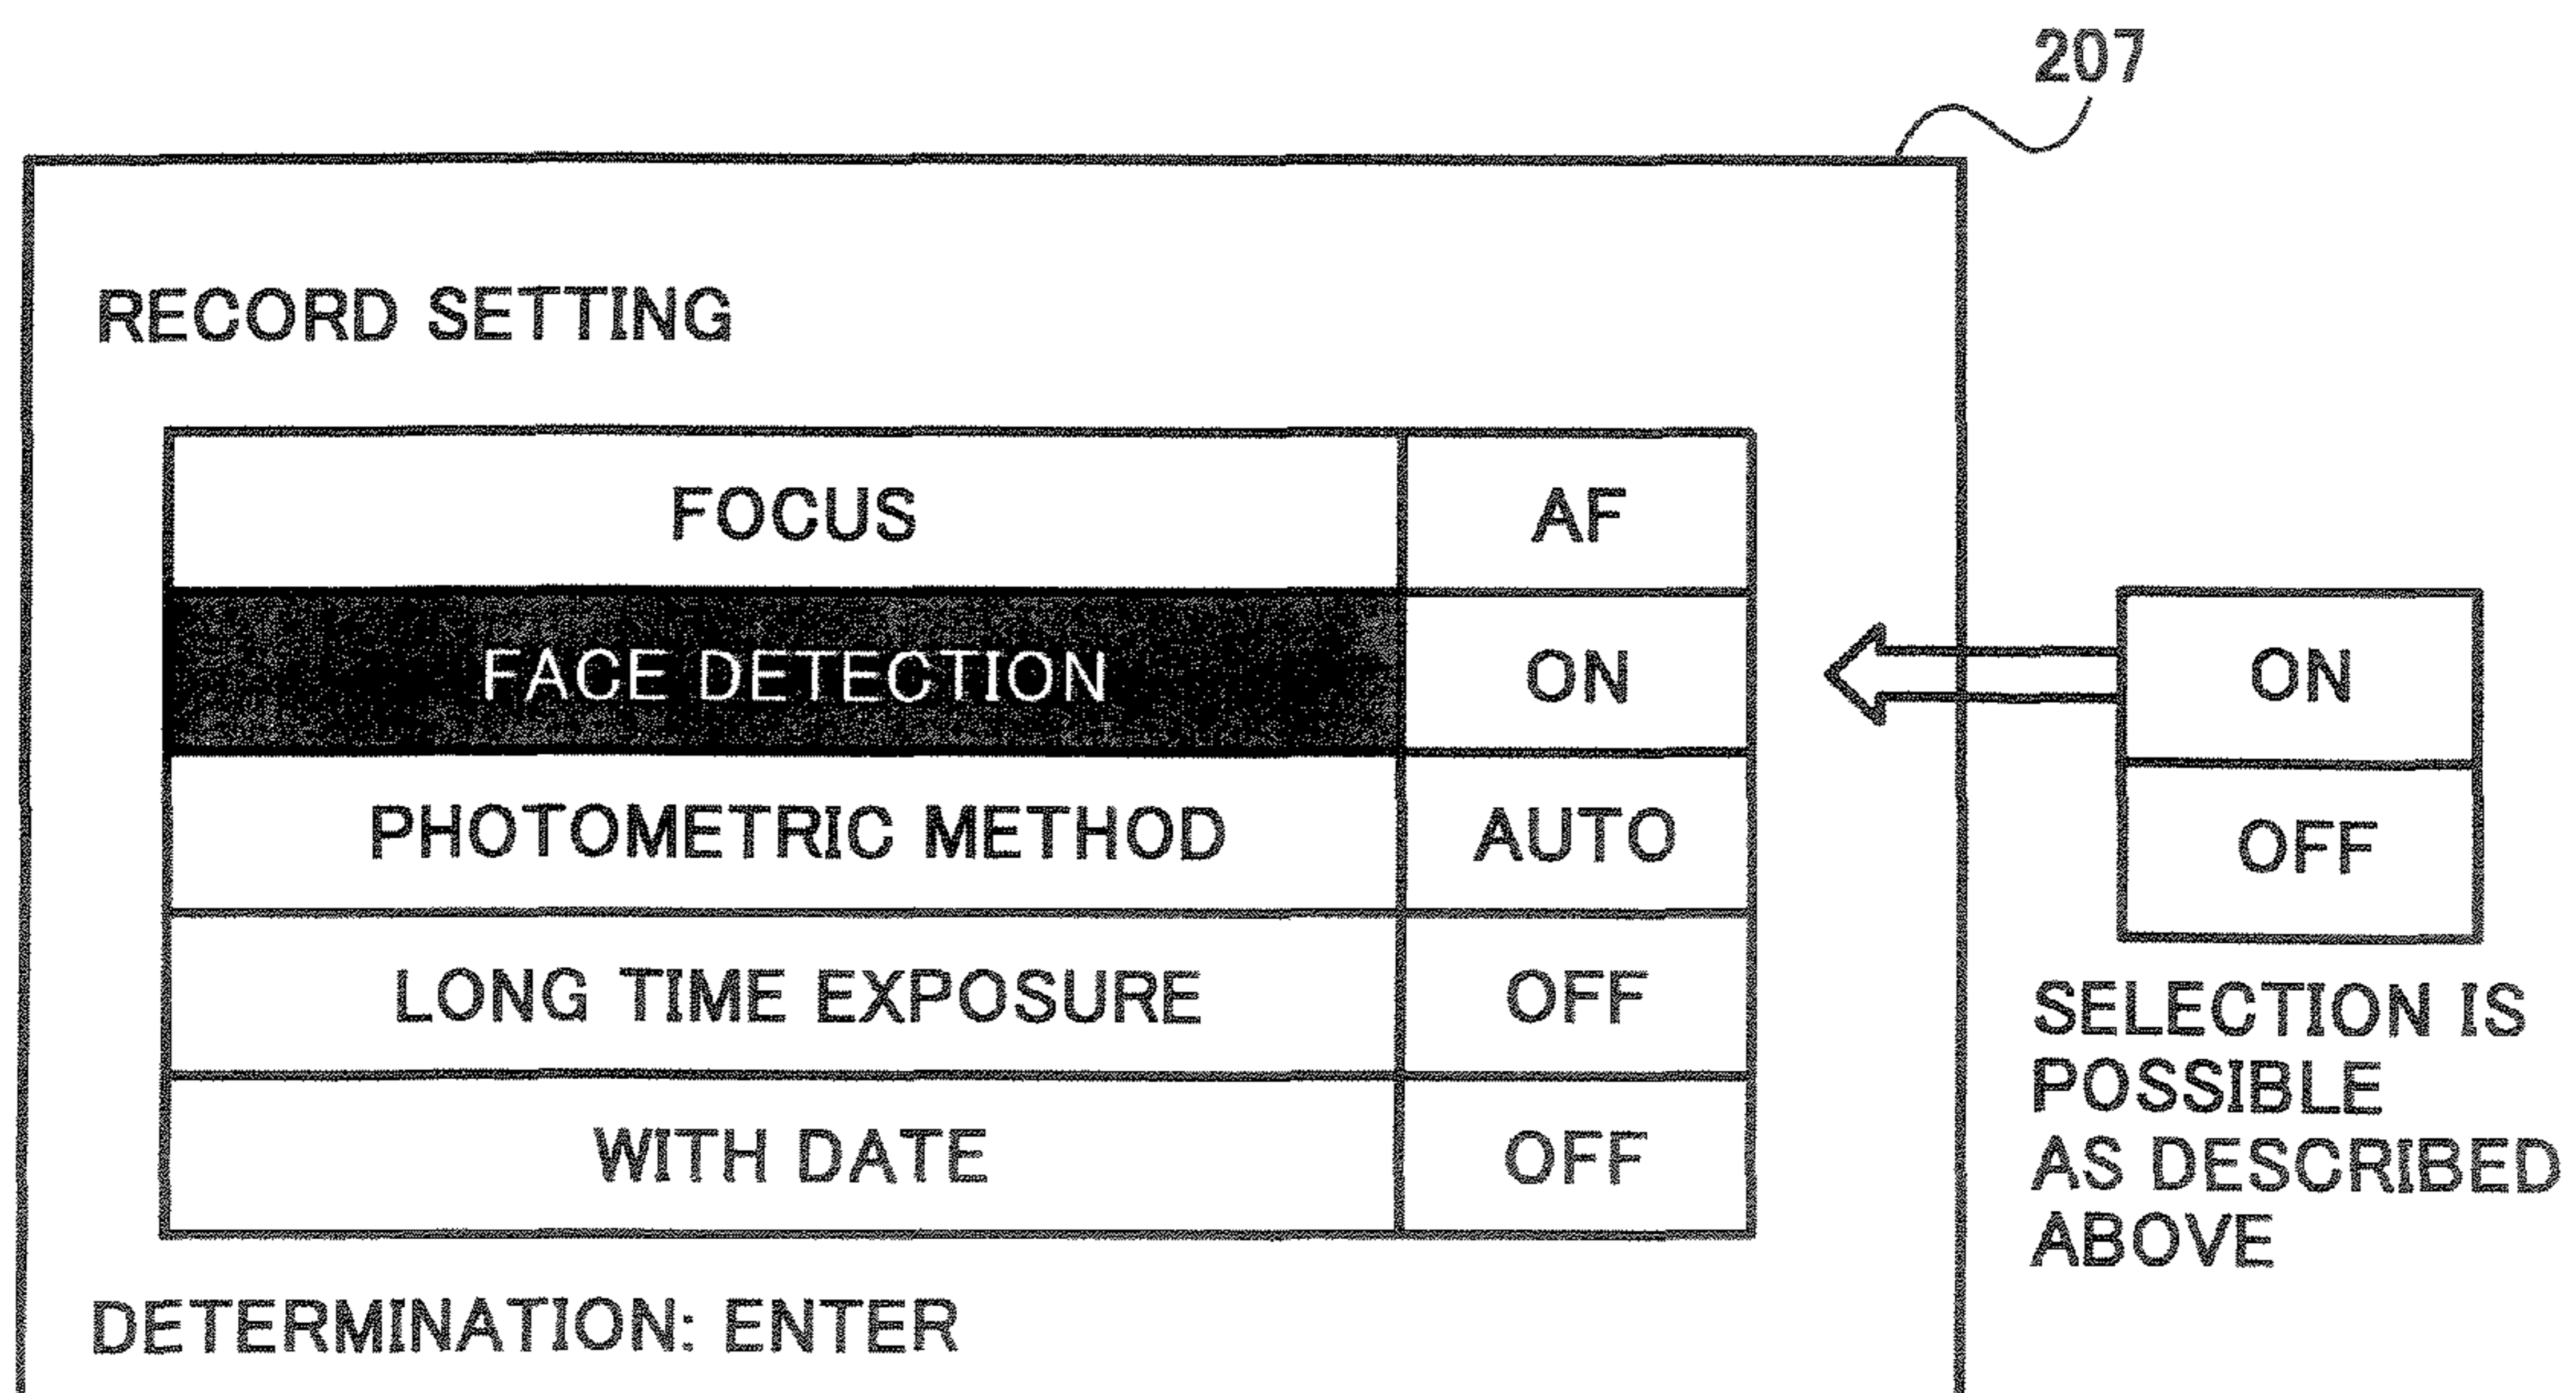 207
RECORD SETTING
FOCUS AF
FACE DETECTION ON
PHOTOMETRIC METHOD AUTO
LONG TIME EXPOSURE OFF
WITH DATE OFF
DETERMINATION: ENTER
ON
OFF
SELECTION IS
POSSIBLE
AS DESCRIBED
ABOVE